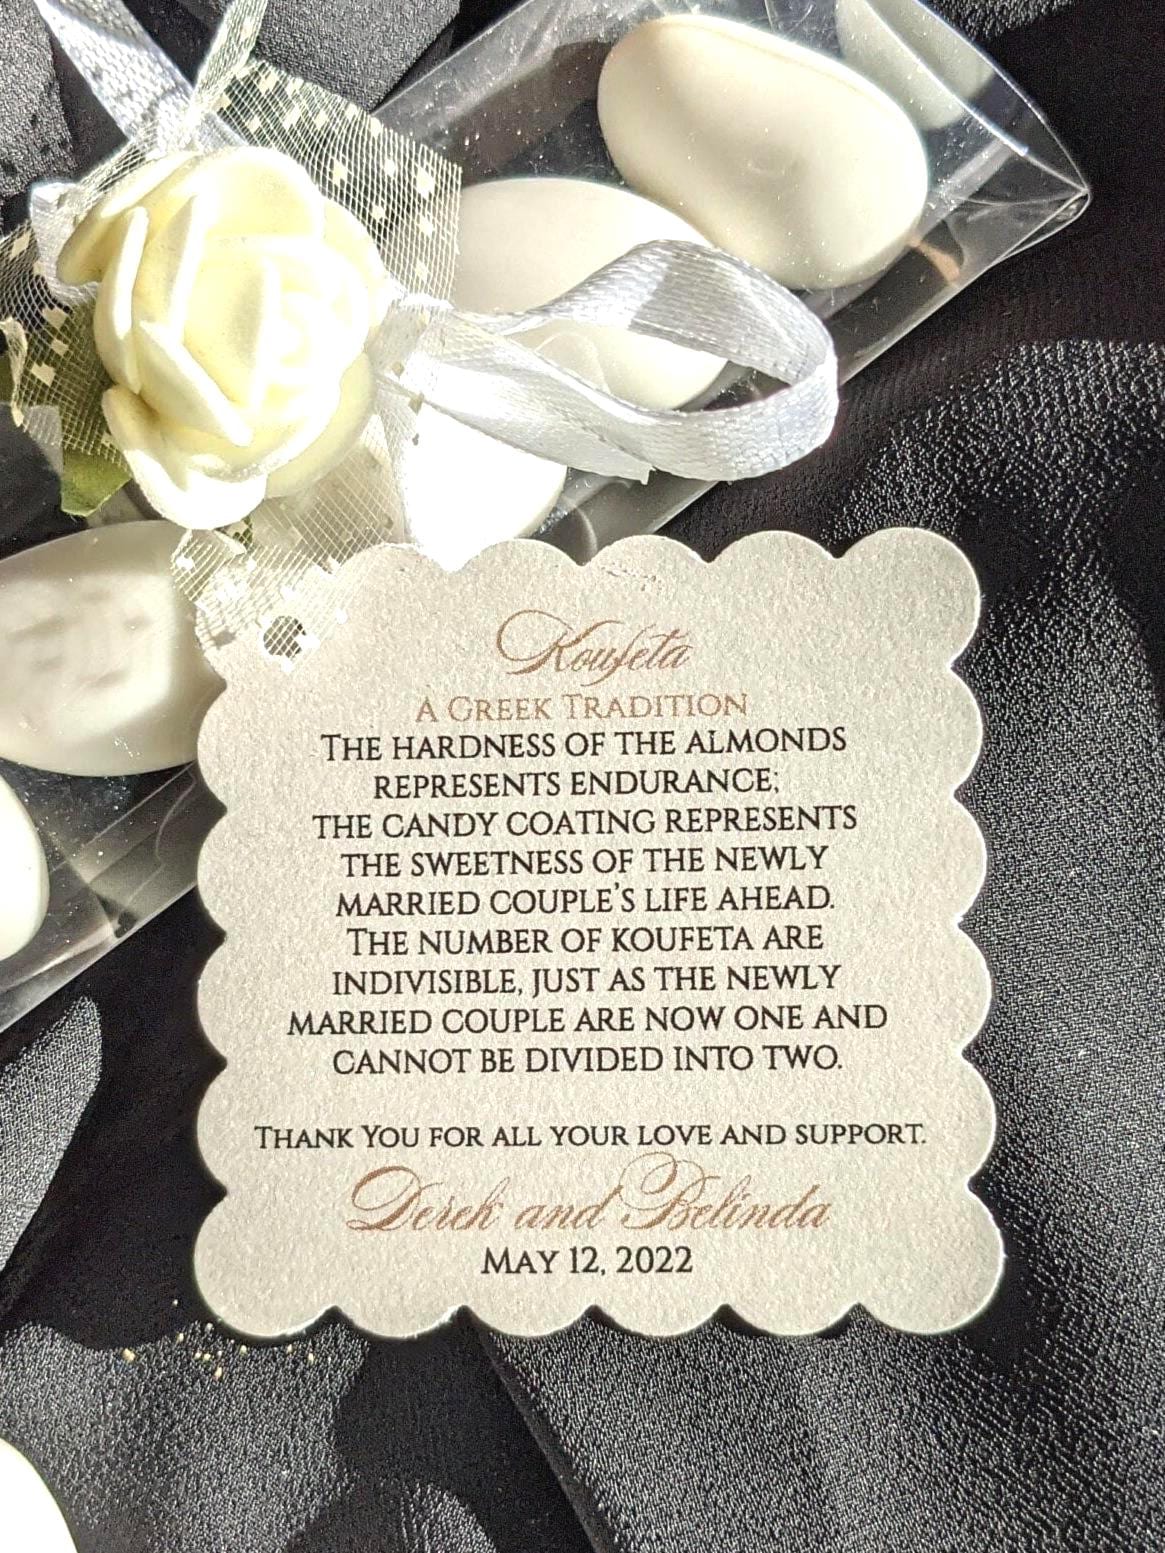 Koufeta
A Greek Tradition
The hardness of the almonds
represents endurance;
the candy coating represents
the sweetness of the newly
married couple's life ahead.
The number of koufeta are
indivisible, just as the newly
married couple are now one and
cannot be divided into two.
Thank You for all your love and support.
Derek and Belinda
May 12, 2022